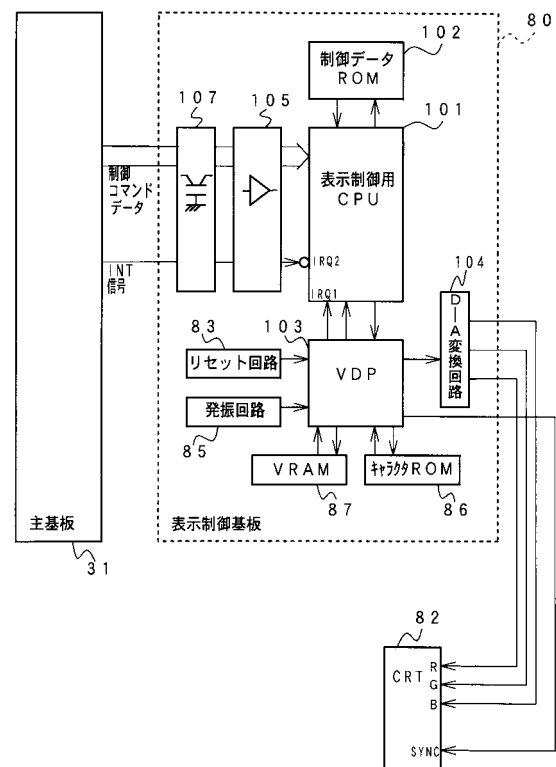 80
102
制御データ
ROM
107
105
101
制御
コマンド
データ
表示制御用
CPU
INT
信号
IRQ2
IRQ1
104
D-A変換回路
83
103
リセット回路
VDP
発振回路
85
VRAM
キャラクタROM
87
86
主基板
表示制御基板
31
82
CRT
R
G
B
SYNC